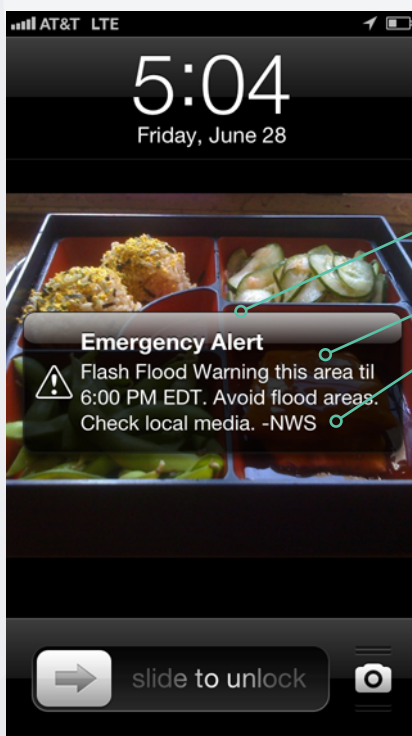 AT&T LTE
5:04
Friday, June 28
Emergency Alert
Flash Flood Warning this area til
6:00 PM EDT. Avoid flood areas.
Check local media. -NWS
slide to unlock